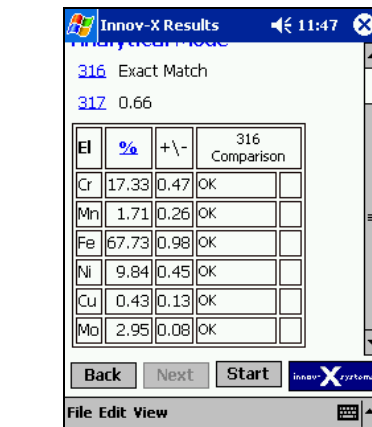 Innov-X Results 11:47
Analytical Mode
316 Exact Match
317 0.66
El % +\- 316 Comparison
Cr 17.33 0.47 OK
Mn 1.71 0.26 OK
Fe 67.73 0.98 OK
Ni 9.84 0.45 OK
Cu 0.43 0.13 OK
Mo 2.95 0.08 OK
Back Next Start innov-X systems
File Edit View